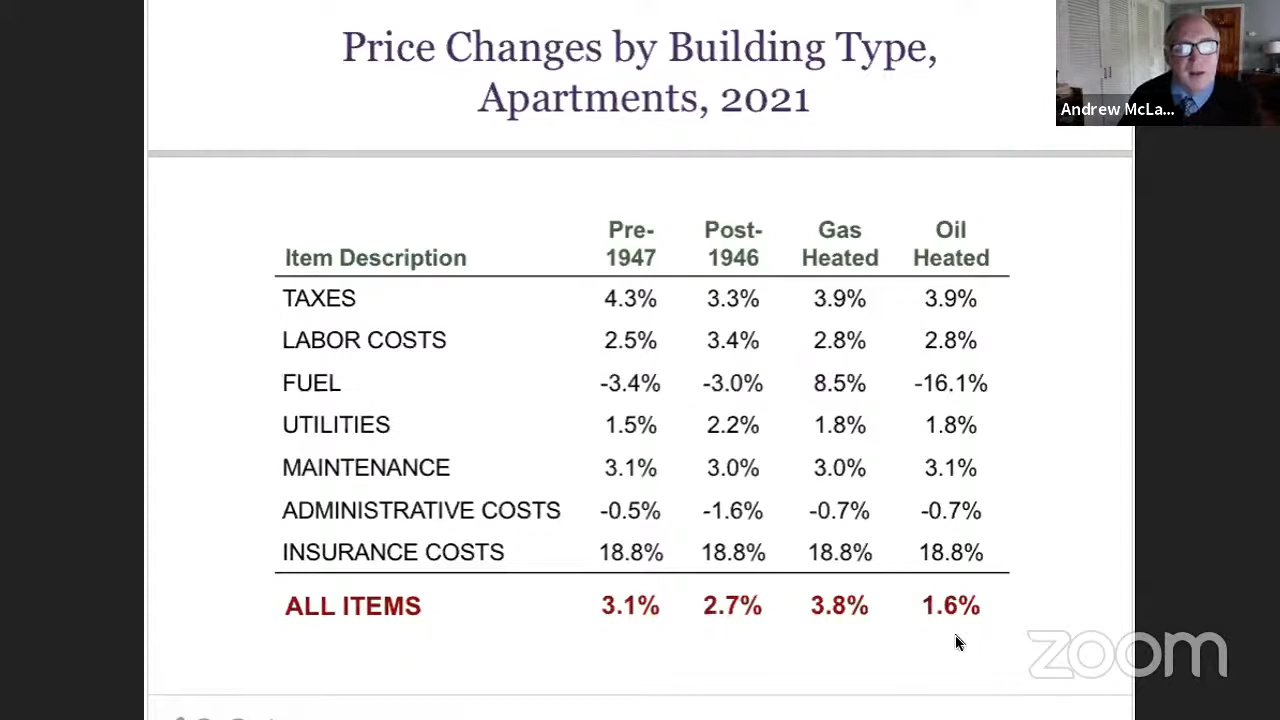 Price Changes by Building Type,
Apartments, 2021
Andrew McLa...
Item Description Pre-1947 Post-1946 Gas Heated Oil Heated
TAXES 4.3% 3.3% 3.9% 3.9%
LABOR COSTS 2.5% 3.4% 2.8% 2.8%
FUEL -3.4% -3.0% 8.5% -16.1%
UTILITIES 1.5% 2.2% 1.8% 1.8%
MAINTENANCE 3.1% 3.0% 3.0% 3.1%
ADMINISTRATIVE COSTS -0.5% -1.6% -0.7% -0.7%
INSURANCE COSTS 18.8% 18.8% 18.8% 18.8%
ALL ITEMS 3.1% 2.7% 3.8% 1.6%
zoom